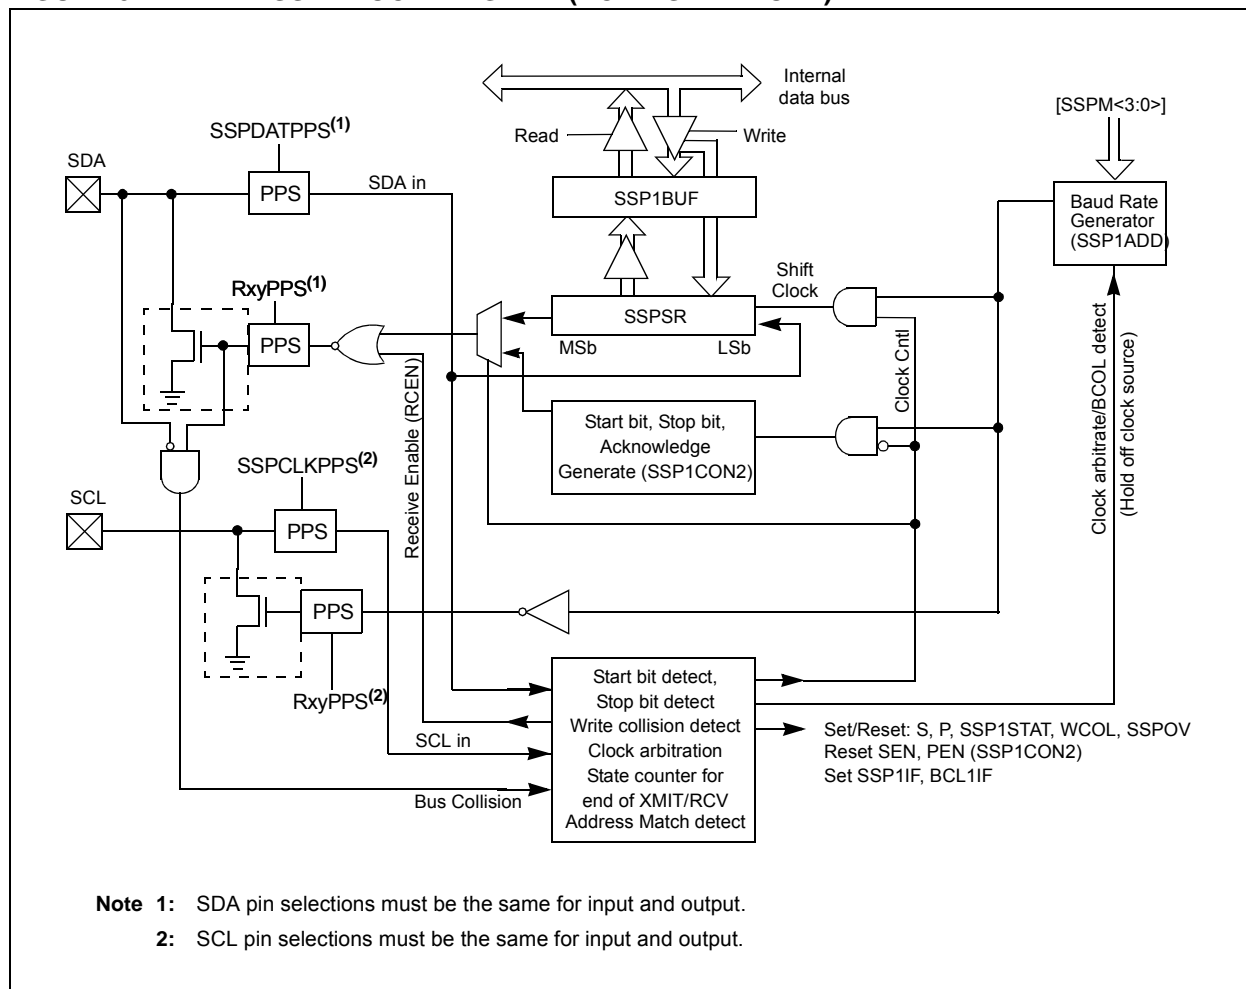 Internal
data bus
[SSPM<3:0>]
Read
Write
SSPDATPPS(1)
SDA
PPS
SDA in
SSP1BUF
Baud Rate
Generator
(SSP1ADD)
Shift
Clock
RxyPPS(1)
PPS
SSPSR
MSb
LSb
Clock Cntl
Receive Enable (RCEN)
Start bit, Stop bit,
Acknowledge
Generate (SSP1CON2)
Clock arbitrate/BCOL detect
(Hold off clock source)
SSPCLKPPS(2)
SCL
PPS
PPS
RxyPPS(2)
SCL in
Bus Collision
Start bit detect,
Stop bit detect
Write collision detect
Clock arbitration
State counter for
end of XMIT/RCV
Address Match detect
Set/Reset: S, P, SSP1STAT, WCOL, SSPOV
Reset SEN, PEN (SSP1CON2)
Set SSP1IF, BCL1IF
Note 1: SDA pin selections must be the same for input and output.
2: SCL pin selections must be the same for input and output.